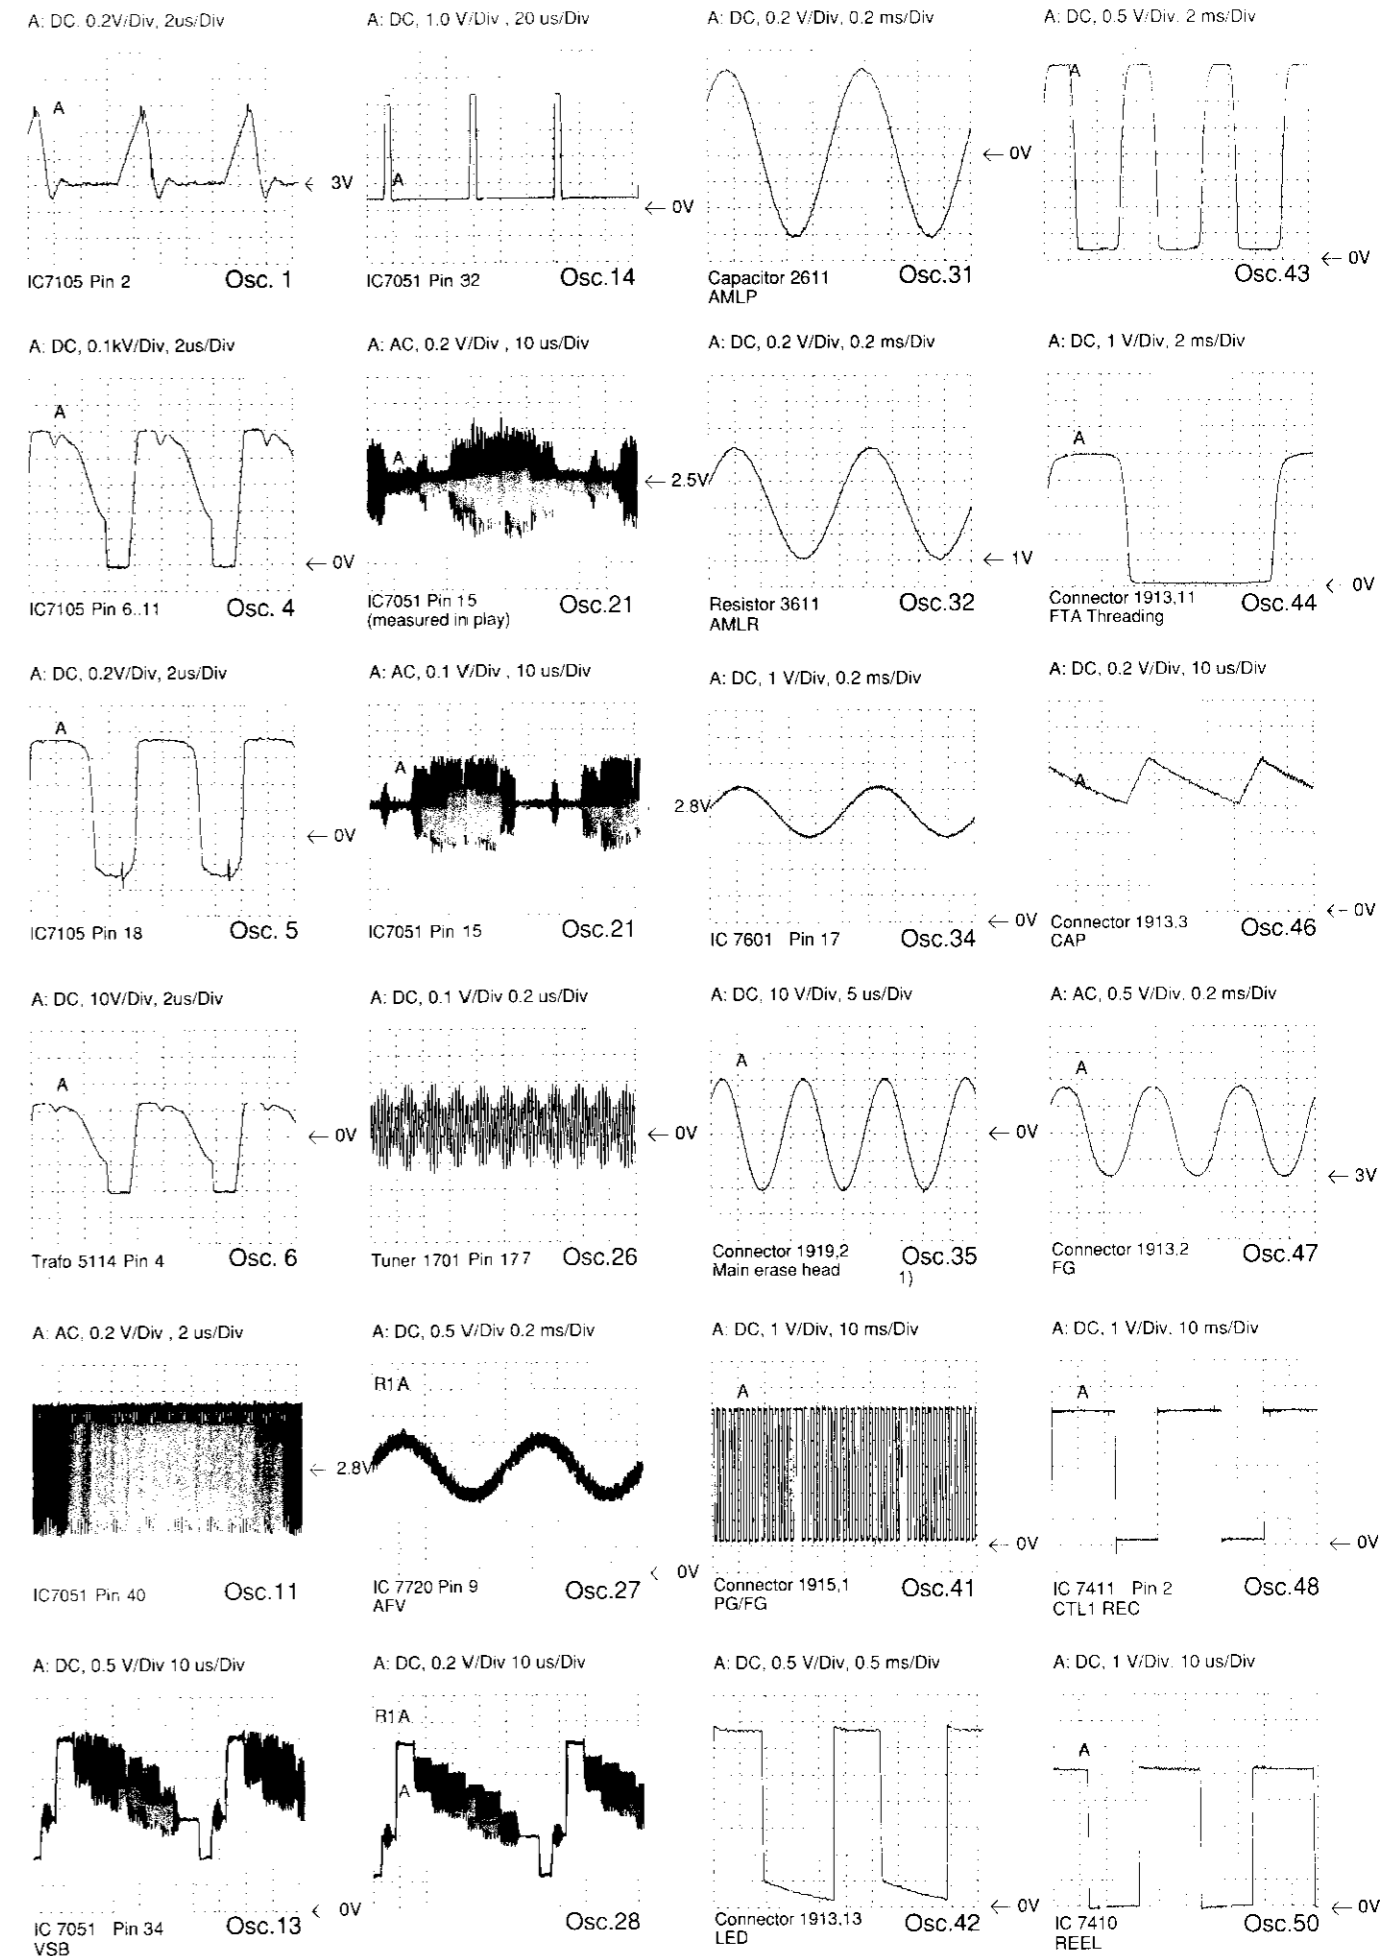 A: DC. 0.2V/Div, 2us/Div
A
← 3V
IC7105 Pin 2
Osc. 1
A: DC, 1.0 V/Div , 20 us/Div
A
← 0V
IC7051 Pin 32
Osc.14
A: DC, 0.2 V/Div, 0.2 ms/Div
← 0V
Capacitor 2611
AMLP
Osc.31
A: DC, 0.5 V/Div. 2 ms/Div
A
← 0V
Osc.43
A: DC, 0.1kV/Div, 2us/Div
A
← 0V
IC7105 Pin 6..11
Osc. 4
A: AC, 0.2 V/Div , 10 us/Div
A
← 2.5V
IC7051 Pin 15
(measured in play)
Osc.21
A: DC, 0.2 V/Div, 0.2 ms/Div
← 1V
Resistor 3611
AMLR
Osc.32
A: DC, 1 V/Div, 2 ms/Div
A
← 0V
Connector 1913,11
FTA Threading
Osc.44
A: DC, 0.2V/Div, 2us/Div
A
← 0V
IC7105 Pin 18
Osc. 5
A: AC, 0.1 V/Div , 10 us/Div
A
2.8V
IC7051 Pin 15
Osc.21
A: DC, 1 V/Div, 0.2 ms/Div
← 0V
IC 7601 Pin 17
Osc.34
A: DC, 0.2 V/Div, 10 us/Div
A
← 0V
Connector 1913.3
CAP
Osc.46
A: DC, 10V/Div, 2us/Div
A
← 0V
Trafo 5114 Pin 4
Osc. 6
A: DC, 0.1 V/Div 0.2 us/Div
← 0V
Tuner 1701 Pin 177
Osc.26
A: DC, 10 V/Div, 5 us/Div
A
← 0V
Connector 1919,2
Main erase head
Osc.35
1)
A: AC, 0.5 V/Div, 0.2 ms/Div
A
← 3V
Connector 1913.2
FG
Osc.47
A: AC, 0.2 V/Div , 2 us/Div
← 2.8V
IC7051 Pin 40
Osc.11
A: DC, 0.5 V/Div 0.2 ms/Div
R1A
← 0V
IC 7720 Pin 9
AFV
Osc.27
A: DC, 1 V/Div, 10 ms/Div
A
← 0V
Connector 1915,1
PG/FG
Osc.41
A: DC, 1 V/Div. 10 ms/Div
A
← 0V
IC 7411 Pin 2
CTL1 REC
Osc.48
A: DC, 0.5 V/Div 10 us/Div
← 0V
IC 7051 Pin 34
VSB
Osc.13
A: DC, 0.2 V/Div 10 us/Div
R1A
A
Osc.28
A: DC, 0.5 V/Div, 0.5 ms/Div
← 0V
Connector 1913,13
LED
Osc.42
A: DC, 1 V/Div. 10 us/Div
A
← 0V
IC 7410
REEL
Osc.50